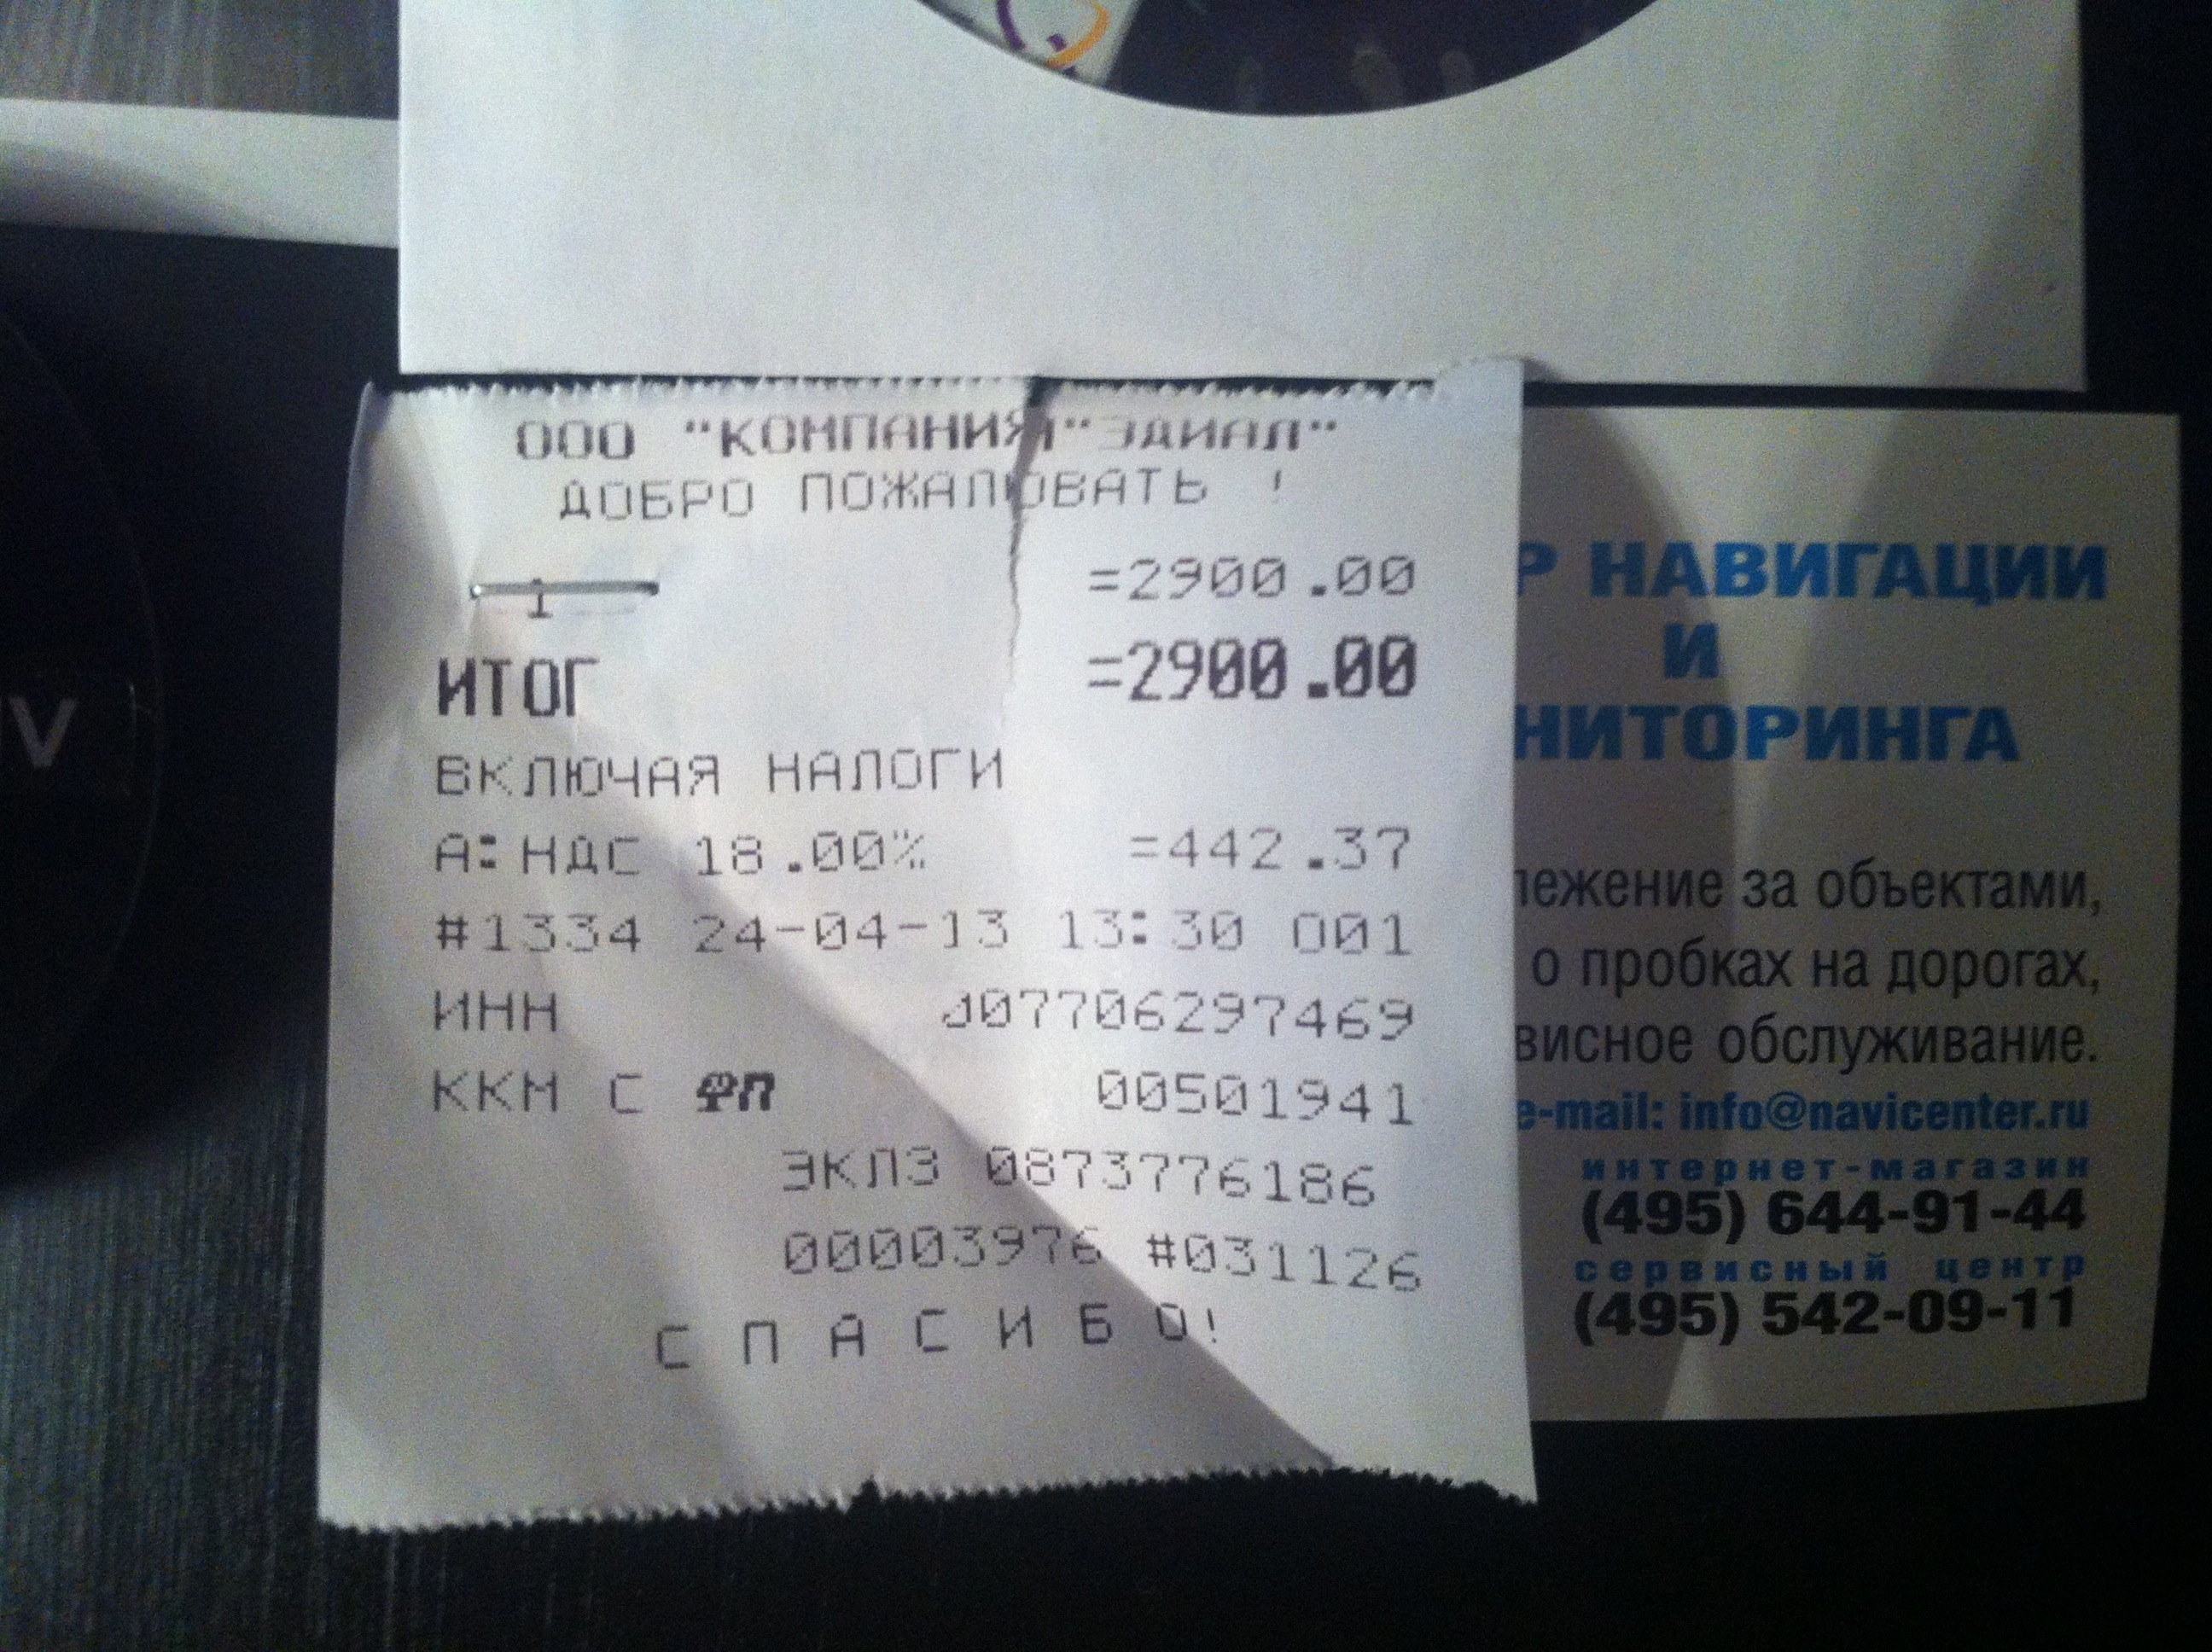 ООО "КОМПАНИЯ"ЭДИАЛ"
ДОБРО ПОЖАЛОВАТЬ !
1 =2900.00
ИТОГ =2900.00
ВКЛЮЧАЯ НАЛОГИ
А:НДС 18.00% =442.37
#1334 24-04-13 13:30 001
ИНН 007706297469
ККМ С ФП 00501941
ЭКЛЗ 0873776186
00003976 #031126
С П А С И Б О!
Р НАВИГАЦИИ
И
НИТОРИНГА
лежение за объектами,
о пробках на дорогах,
висное обслуживание.
e-mail: info@navicenter.ru
интернет-магазин
(495) 644-91-44
сервисный центр
(495) 542-09-11